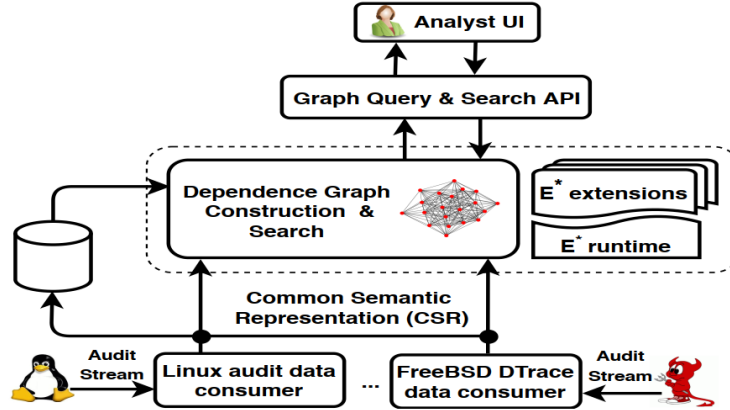 Analyst UI
Graph Query & Search API
Dependence Graph
Construction &
Search
E* extensions
E* runtime
Common Semantic
Representation (CSR)
Audit
Stream
Linux audit data
consumer
...
FreeBSD DTrace
data consumer
Audit
Stream